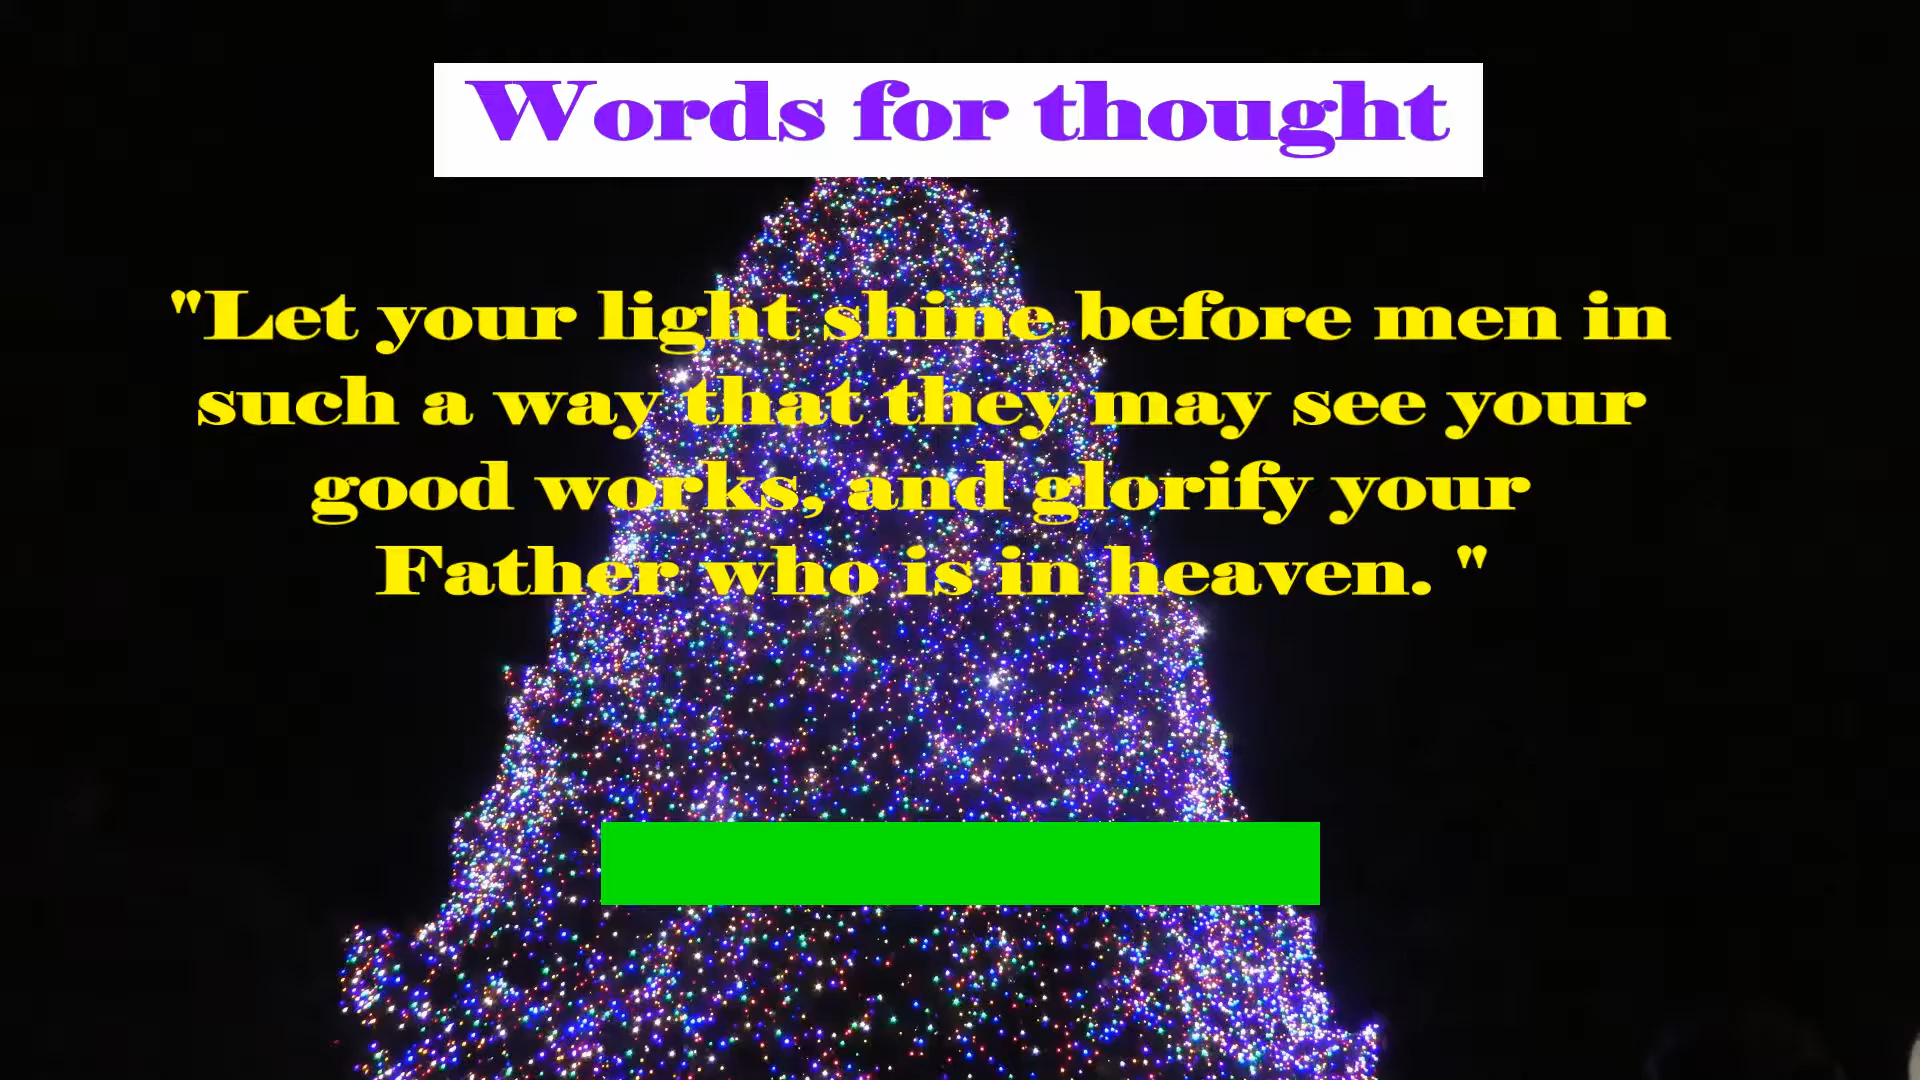 Words for thought
"Let your light shine before men in
such a way that they may see your
good works, and glorify your
Father who is in heaven. "